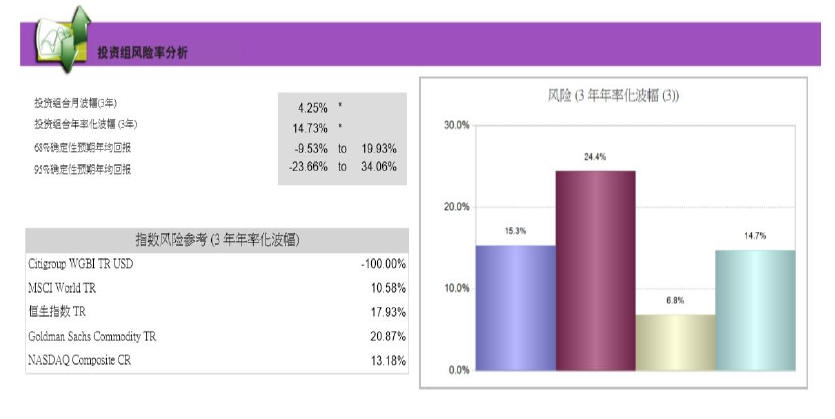 投资组风险率分析
投资组合月波幅(3年) 4.25% *
投资组合年率化波幅 (3年) 14.73% *
68%确定性预期年均回报 -9.53% to 19.93%
95%确定性预期年均回报 -23.66% to 34.06%
指数风险参考 (3 年年率化波幅)
Citigroup WGBI TR USD -100.00%
MSCI World TR 10.58%
恒生指数 TR 17.93%
Goldman Sachs Commodity TR 20.87%
NASDAQ Composite CR 13.18%
风险 (3 年年率化波幅 (3))
30.0%
24.4%
20.0%
15.3%
14.7%
10.0%
6.8%
0.0%